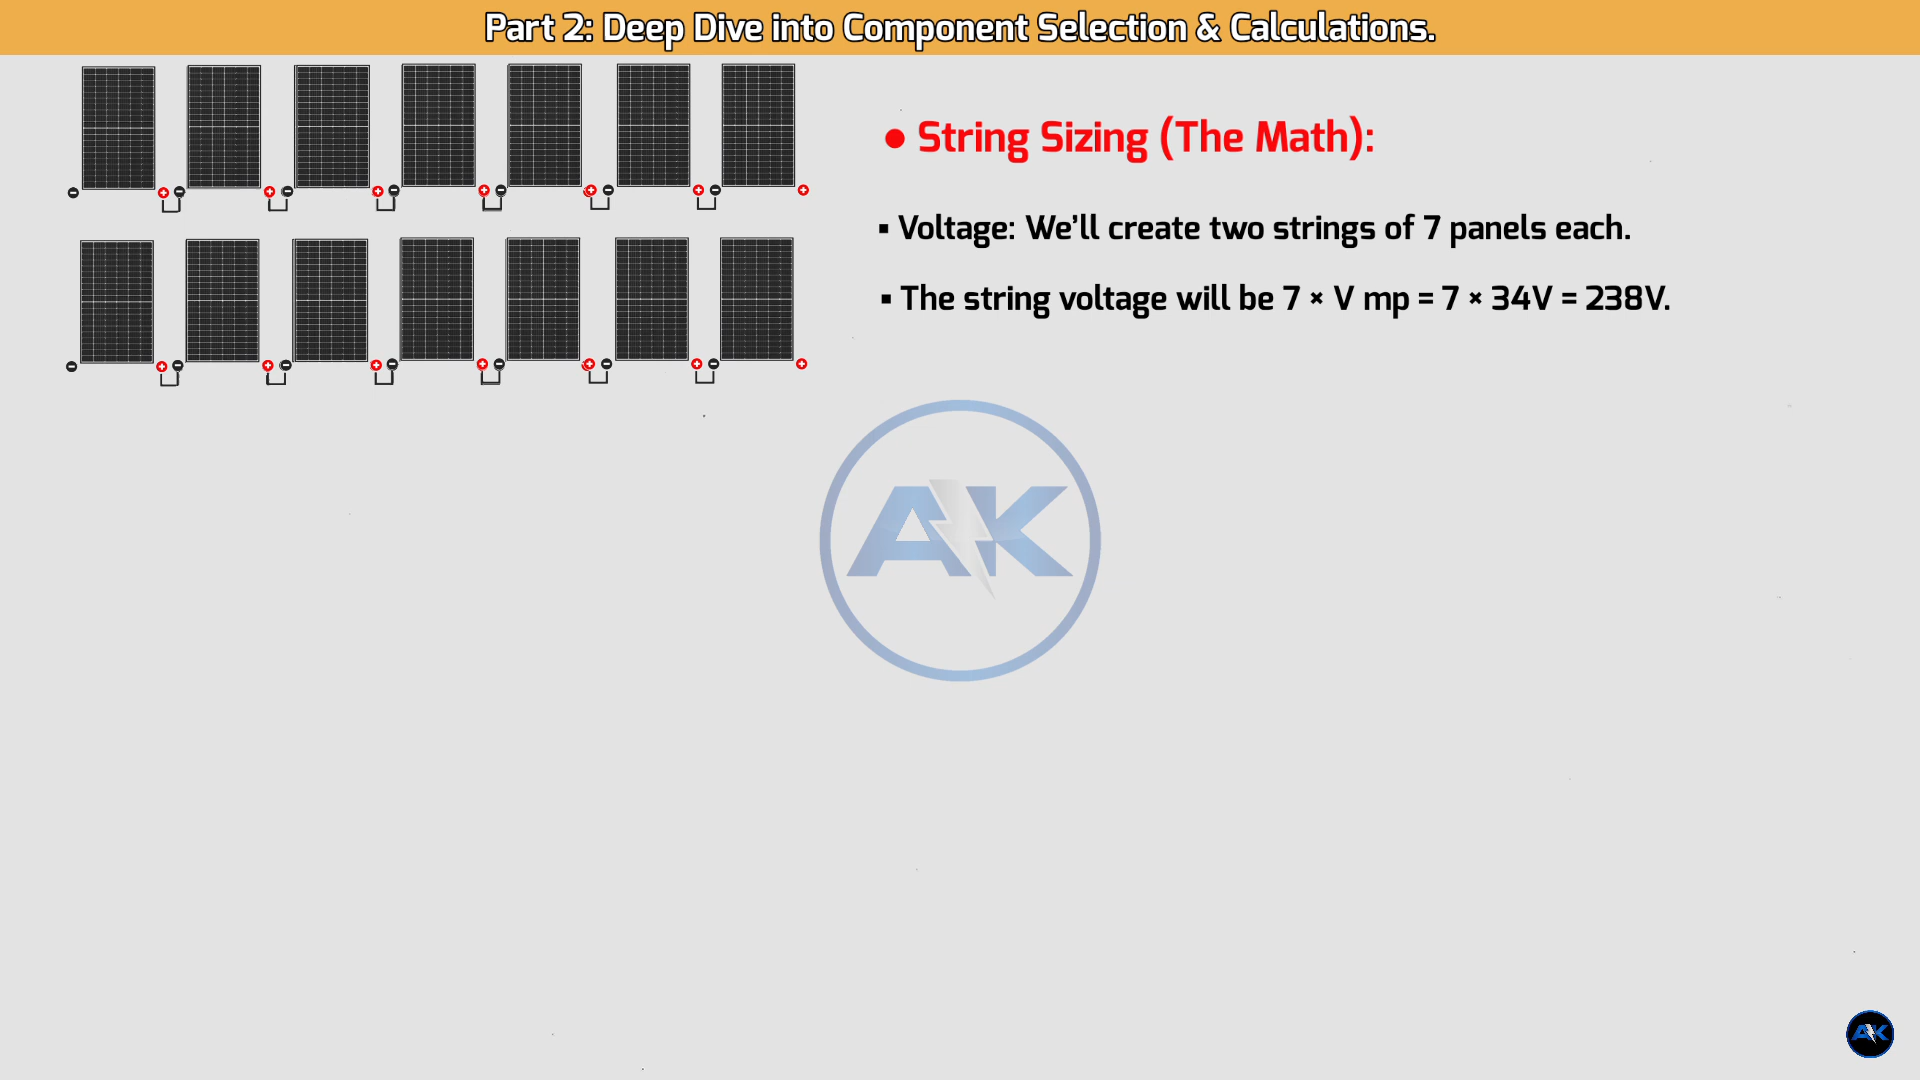 Part 2: Deep Dive into Component Selection & Calculations.
● String Sizing (The Math):
▪ Voltage: We’ll create two strings of 7 panels each.
▪ The string voltage will be 7 × V mp = 7 × 34V = 238V.
AK
AK